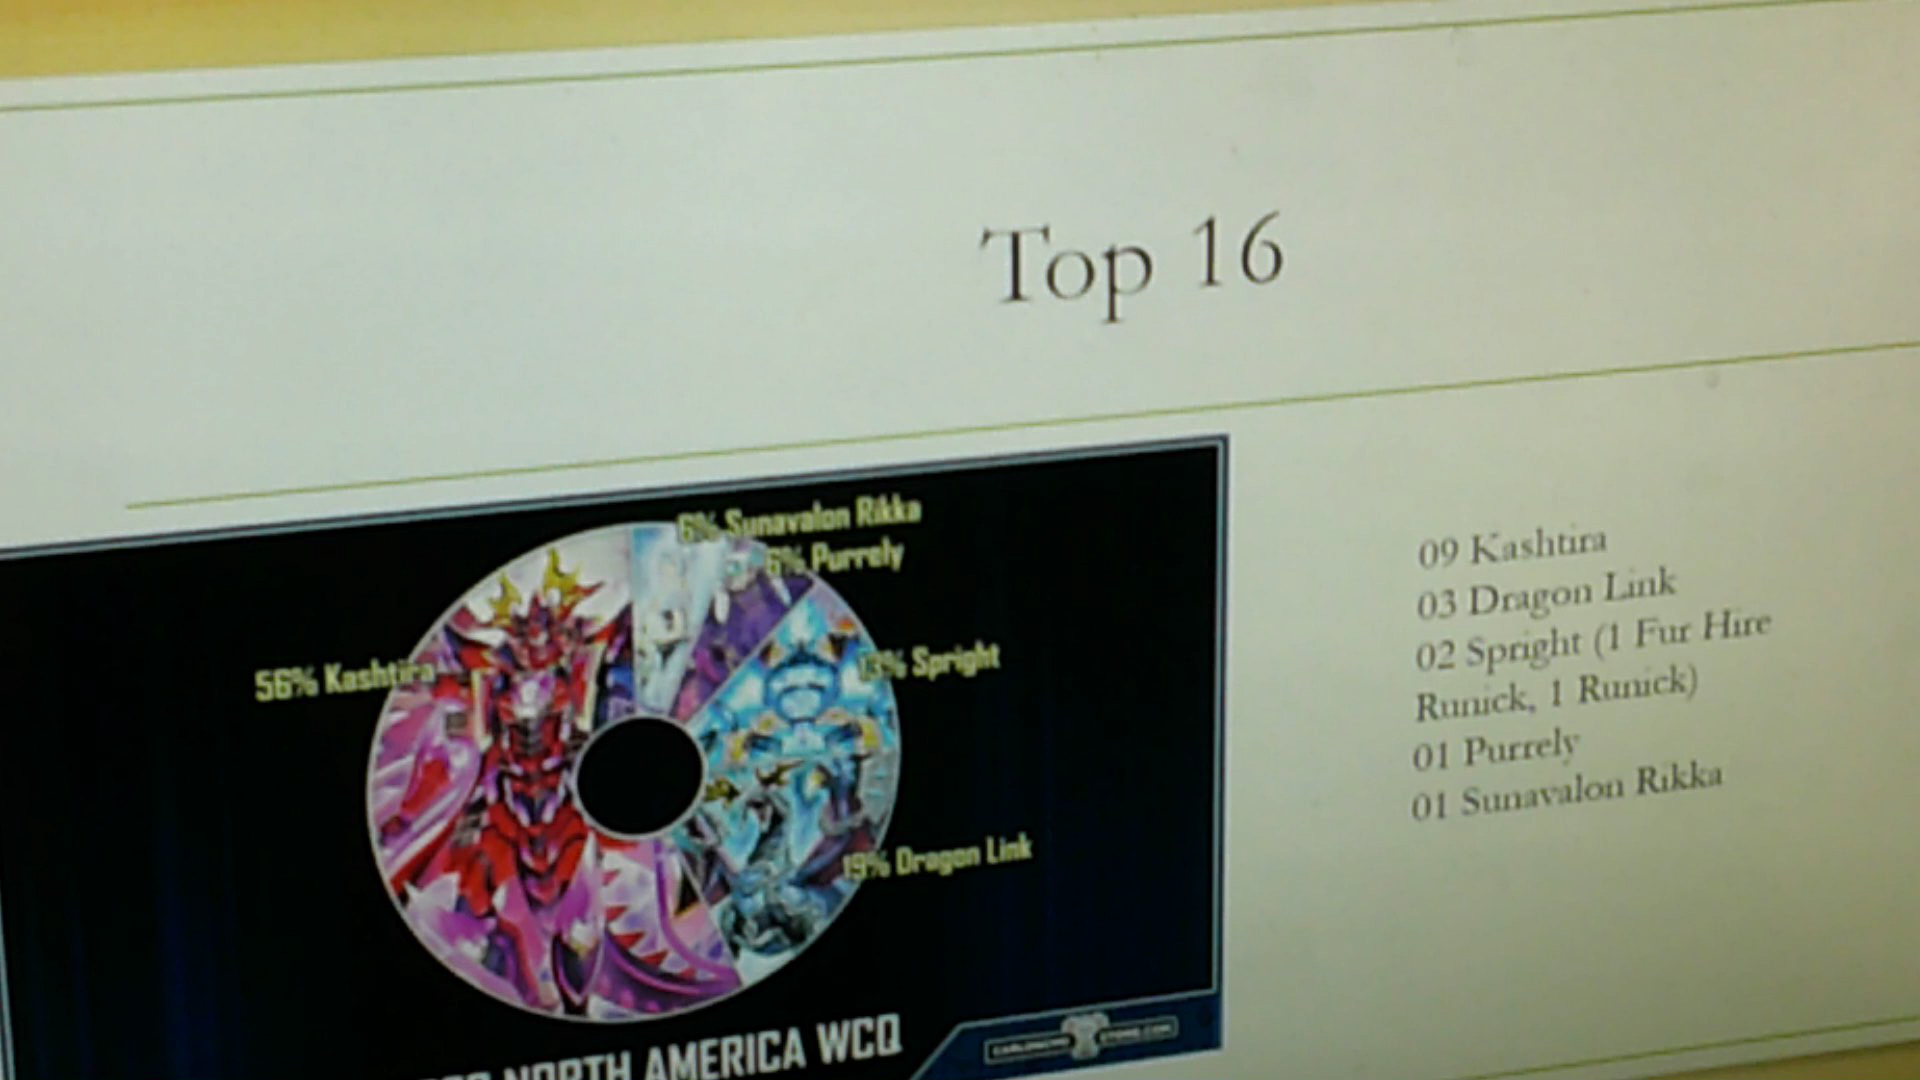 Top 16
6% Sunavalon Rikka
6% Purrely
56% Kashtira
13% Spright
19% Dragon Link
NORTH AMERICA WCQ
09 Kashtira
03 Dragon Link
02 Spright (1 Fur Hire
Runick, 1 Runick)
01 Purrely
01 Sunavalon Rikka